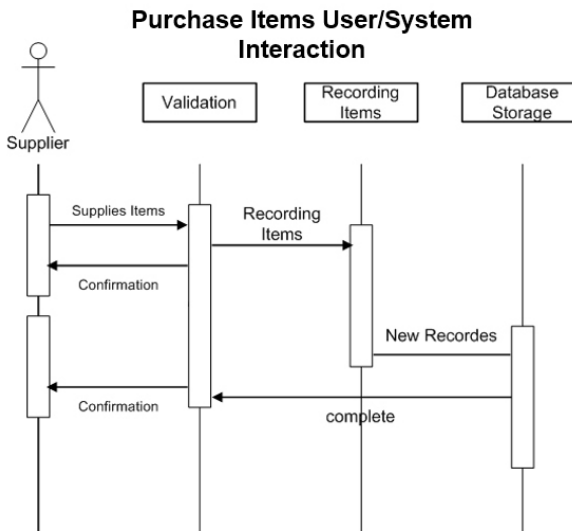 Purchase Items User/System
Interaction
Validation
Recording
Items
Database
Storage
Supplier
Supplies Items
Recording
Items
Confirmation
New Recordes
Confirmation
complete